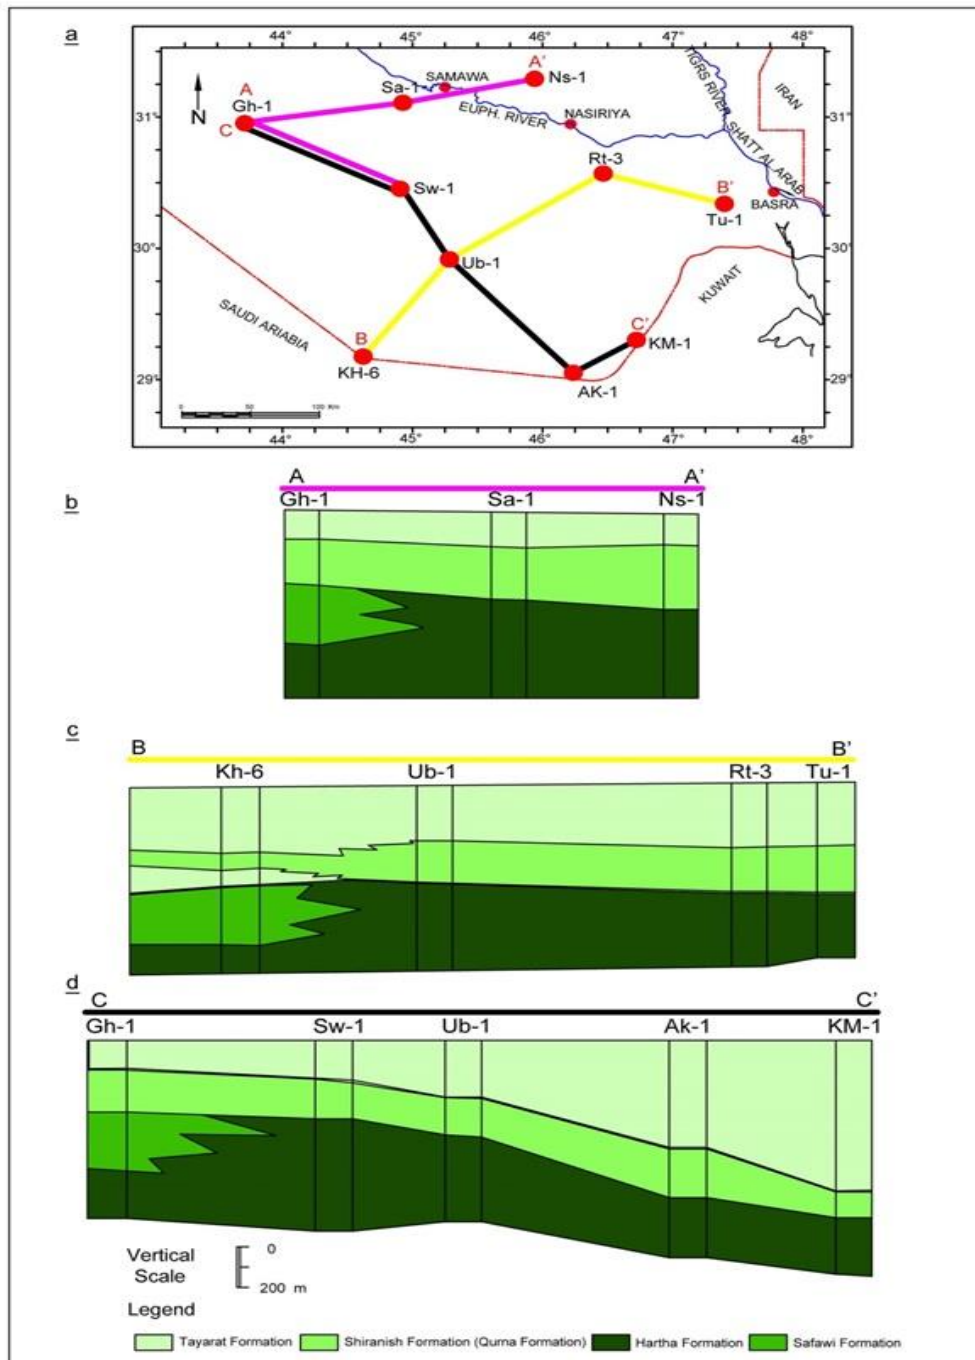 a
44° 45° 46° 47° 48°
A
Gh-1
C
N
Sa-1
SAMAWA
A'
Ns-1
EUPH. RIVER
NASIRIYA
TIGRS RIVER
SHATT AL ARAB
IRAN
31° 31°
Sw-1
Rt-3
B'
Tu-1
BASRA
30° 30°
Ub-1
SAUDI ARIABIA
B
KH-6
C'
KM-1
KUWAIT
AK-1
29° 29°
0 50 100 Km
44° 45° 46° 47° 48°
b
A A'
Gh-1 Sa-1 Ns-1
c
B B'
Kh-6 Ub-1 Rt-3 Tu-1
d
C C'
Gh-1 Sw-1 Ub-1 Ak-1 KM-1
Vertical
Scale
0
200 m
Legend
Tayarat Formation Shiranish Formation (Qurna Formation) Hartha Formation Safawi Formation